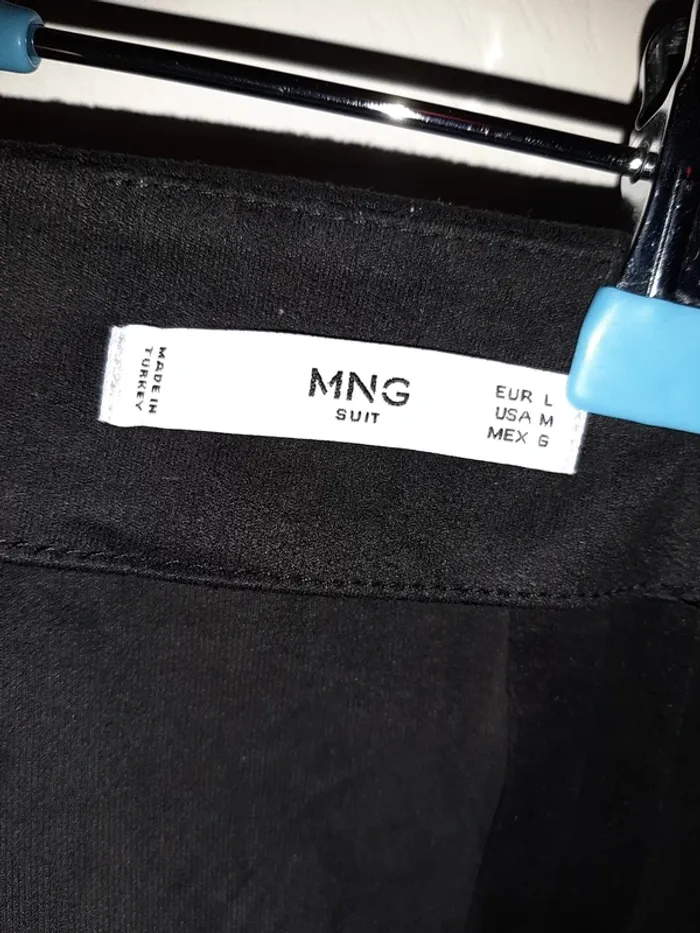 MADE IN
TURKEY
MNG
SUIT
EUR L
USA M
MEX G